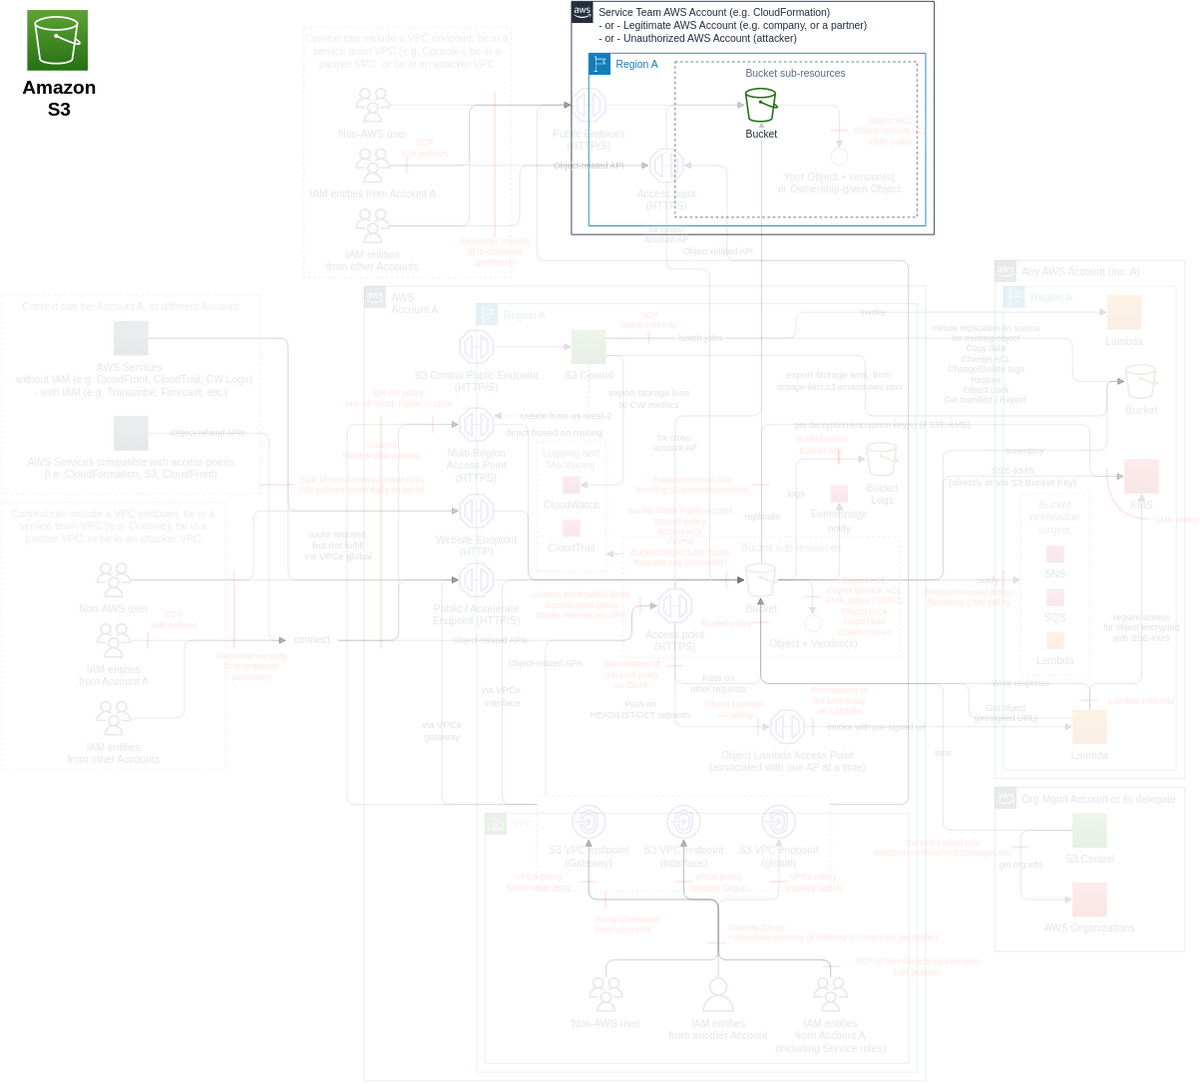 Amazon
S3
aws
Service Team AWS Account (e.g. CloudFormation)
- or - Legitimate AWS Account (e.g. company, or a partner)
- or - Unauthorized AWS Account (attacker)
Region A
Bucket sub-resources
Bucket
Object ACL
Object version ACL
CMK policy
Your Object + version(s)
or Ownership-given Object
Public Endpoint
(HTTP/S)
Access point
(HTTPS)
Object-related API
for cross-
account AP
Object-related API
Context can include a VPC endpoint, be in a
service team VPC (e.g. Console), be in a
partner VPC, or be in an attacker VPC
Non-AWS user
SCP
IAM policies
IAM entities from Account A
IAM entities
from other Accounts
Perimeter security
(if in corporate
perimeter)
Context can be: Account A, or different Account
AWS Services
- without IAM (e.g. CloudFront, CloudTrail, CW Logs)
- with IAM (e.g. Transcribe, Forecast, etc.)
Object-related APIs
AWS Services compatible with access points
(i.e. CloudFormation, S3, CloudFront)
SCP (if non-Service-Linked role)
IAM policies (potentially mutable)
Context can include a VPC endpoint, be in a
service team VPC (e.g. Console), be in a
partner VPC, or be in an attacker VPC
Non-AWS user
SCP
IAM policies
IAM entities
from Account A
IAM entities
from other Accounts
Perimeter security
(if in corporate
perimeter)
connect
route request,
but not fulfill
via VPCe global
aws
AWS
Account A
Region A
S3 Control Public Endpoint
(HTTP/S)
S3 Control
SCP
Batch IAM role
batch jobs
invoke
MR AP policy
MR AP Block Public Access
Account
Block Public Access
create from us-west-2
direct based on routing
Multi-Region
Access Point
(HTTPS)
export storage lens
to CW metrics
export storage lens, from
storage-lens.s3.amazonaws.com
Logging and
Monitoring
CloudWatch
CloudTrail
Website Endpoint
(HTTP)
Public / Accelerate
Endpoint (HTTP/S)
Object-related APIs
Object-related APIs
for cross-
account AP
get decryption/encryption key(s) (if SSE-KMS)
Bucket policy
Bucket ACL
Bucket
Logs
logs
EventBridge
notify
Replication IAM role
(trusting s3.amazonaws.com)
replicate
Bucket Block Public Access
Bucket policy
Bucket ACL
CORS
Bucket Object Lock mode
Request pay (non-AWS)
Bucket sub-resources
Bucket
Object ACL
Object Version ACL
CMK policy / SSE-C
Object Lock
Legal Hold
Object Owner
Object + Version(s)
Access point public block
Access point policy
Mode: Internet nor VPC
Access point
(HTTPS)
Bucket policy
Permissions of
the IAM entity
on OLAP
Pass on
other requests
Pass on
HEAD/LIST/GET requests
Object Lambda
AP policy
Permissions of
the IAM entity
on Lambda
invoke with pre-signed url
Object Lambda Access Point
(associated with one AP at a time)
via VPCe
interface
via VPCe
gateway
VPC
S3 VPC endpoint
(Gateway)
S3 VPC endpoint
(Interface)
S3 VPC endpoint
(global)
VPCe policy
Route table entry
VPCe policy
Security Group
VPCe policy
Security Group
Proxy (if initiated
from on-prem)
Security Group
+ Perimeter security (if initiated in Corporate perimeter)
SCP (if non-Service-Linked role)
IAM policies
Non-AWS user
IAM entities
from another Account
IAM entities
from Account A
(including Service roles)
aws
Any AWS Account (inc. A)
Region A
Lambda
Initiate replication on source
for existing object
Copy data
Change ACL
Change/Delete tags
Restore
Object Lock
Get manifest / Report
Bucket
inventory
SSE-KMS
(directly or via S3 Bucket Key)
KMS
CMK policy
Bucket
notification
targets
SNS
SQS
Lambda
notify
Resource-based policy
Resource CMK policy
require access
for object encrypted
with SSE-KMS
Write response
Get object
(presigned URL)
Lambda IAM role
Lambda
lens
aws
Org Mgmt Account or its delegate
S3 Control
Service-Linked role
AWSServiceRoleForS3StorageLens
get org info
AWS Organizations